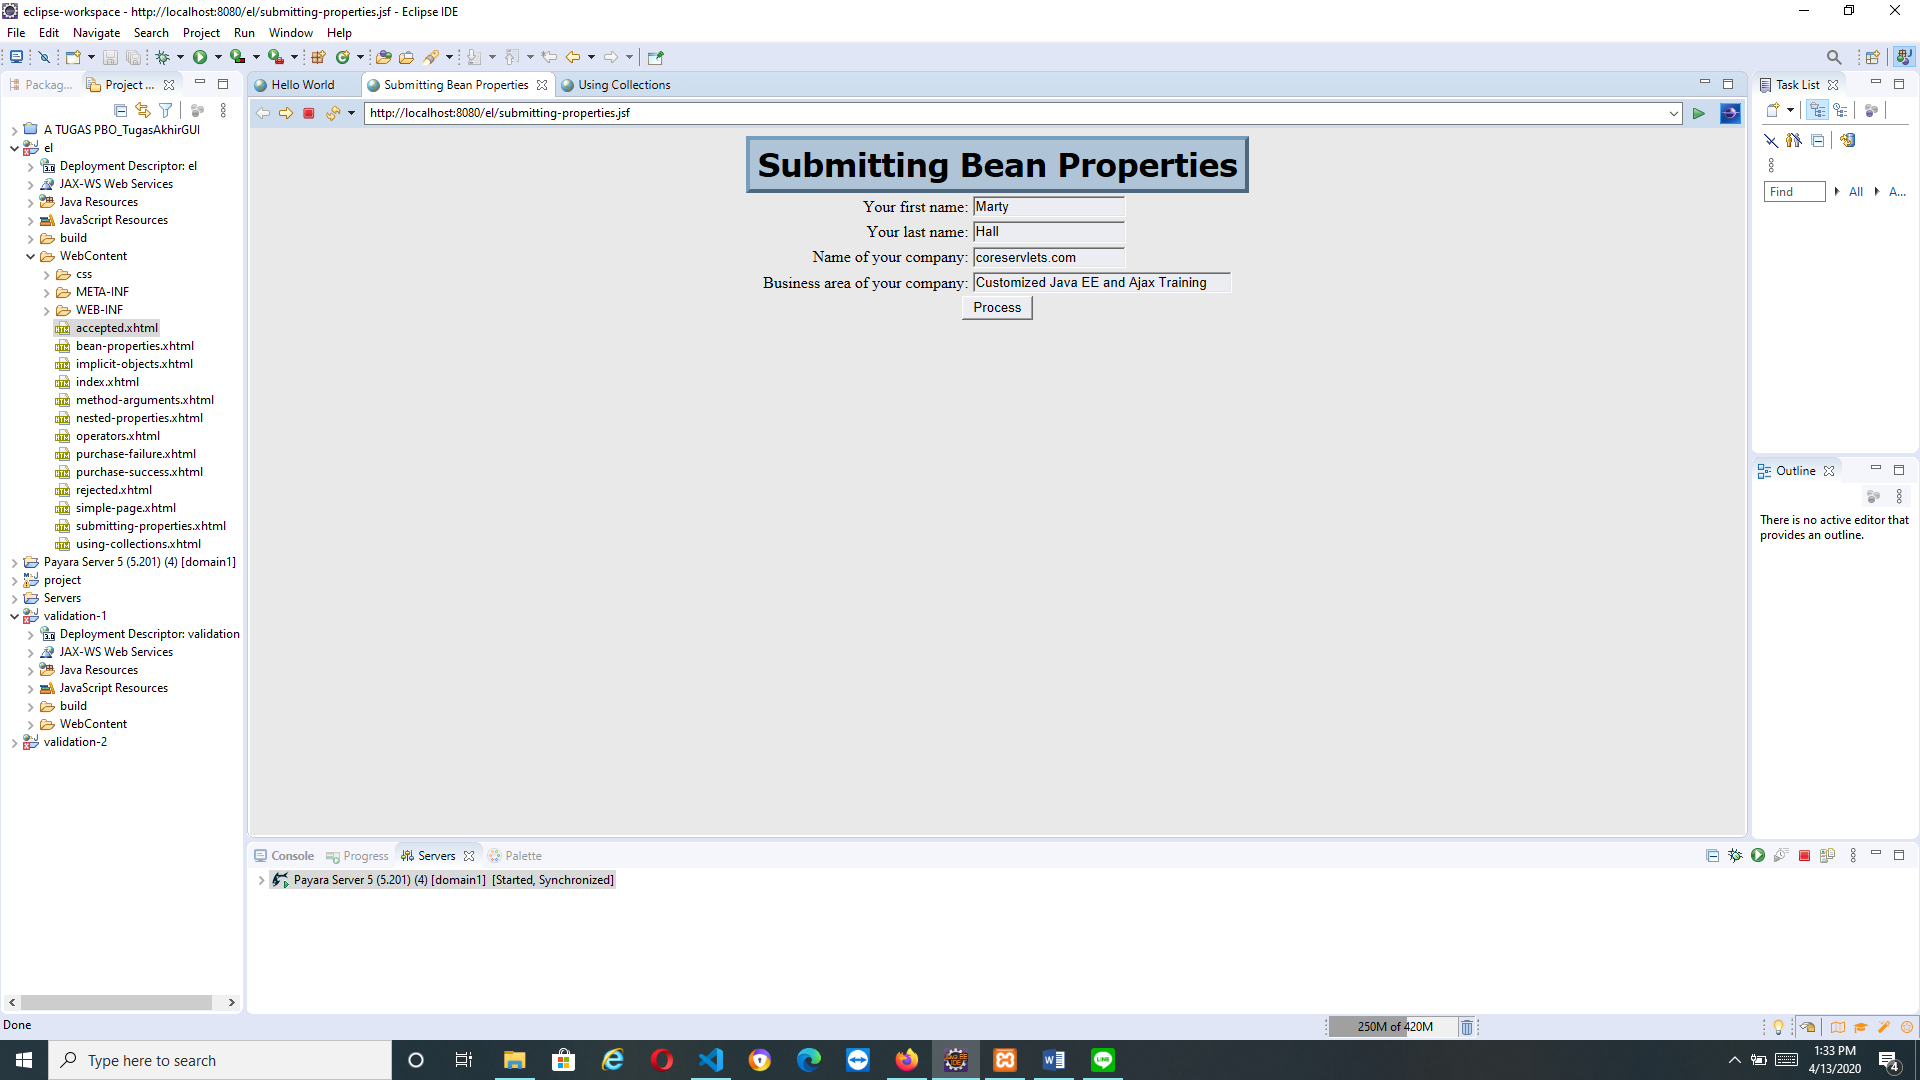 eclipse-workspace - http://localhost:8080/el/submitting-properties.jsf - Eclipse IDE
File Edit Navigate Search Project Run Window Help
Packag... Project ...
Hello World Submitting Bean Properties Using Collections
Task List
http://localhost:8080/el/submitting-properties.jsf
A TUGAS PBO_TugasAkhirGUI
el
Deployment Descriptor: el
JAX-WS Web Services
Java Resources
JavaScript Resources
build
WebContent
css
META-INF
WEB-INF
accepted.xhtml
bean-properties.xhtml
implicit-objects.xhtml
index.xhtml
method-arguments.xhtml
nested-properties.xhtml
operators.xhtml
purchase-failure.xhtml
purchase-success.xhtml
rejected.xhtml
simple-page.xhtml
submitting-properties.xhtml
using-collections.xhtml
Payara Server 5 (5.201) (4) [domain1]
project
Servers
validation-1
Deployment Descriptor: validation
JAX-WS Web Services
Java Resources
JavaScript Resources
build
WebContent
validation-2
Submitting Bean Properties
Your first name: Marty
Your last name: Hall
Name of your company: coreservlets.com
Business area of your company: Customized Java EE and Ajax Training
Process
Find All A...
Outline
There is no active editor that
provides an outline.
Console Progress Servers Palette
Payara Server 5 (5.201) (4) [domain1] [Started, Synchronized]
Done
250M of 420M
Type here to search
1:33 PM
4/13/2020
4